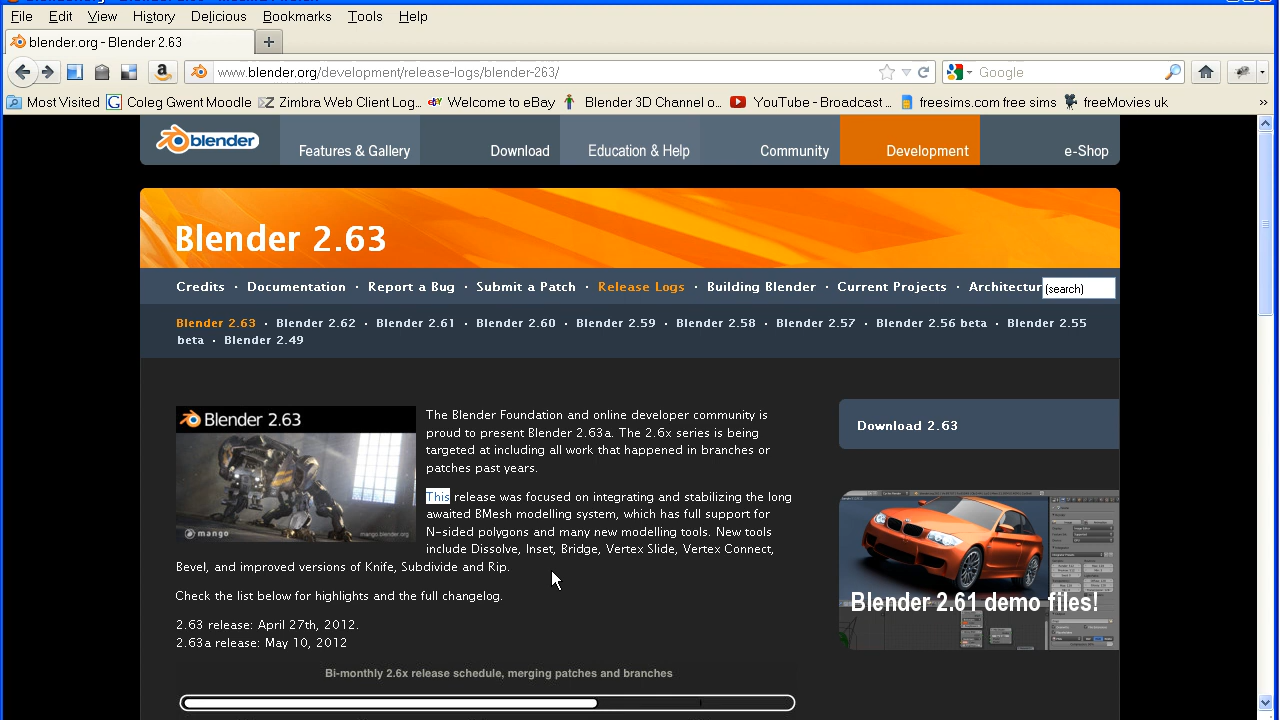 File Edit View History Delicious Bookmarks Tools Help
blender.org - Blender 2.63
www.blender.org/development/release-logs/blender-263/
Google
Most Visited Coleg Gwent Moodle Zimbra Web Client Log... Welcome to eBay Blender 3D Channel o... YouTube - Broadcast ... freesims.com free sims freeMovies uk »
blender Features & Gallery Download Education & Help Community Development e-Shop
Blender 2.63
Credits · Documentation · Report a Bug · Submit a Patch · Release Logs · Building Blender · Current Projects · Architectur (search)
Blender 2.63 · Blender 2.62 · Blender 2.61 · Blender 2.60 · Blender 2.59 · Blender 2.58 · Blender 2.57 · Blender 2.56 beta · Blender 2.55
beta · Blender 2.49
Blender 2.63
mango mango.blender.org
The Blender Foundation and online developer community is
proud to present Blender 2.63a. The 2.6x series is being
targeted at including all work that happened in branches or
patches past years.
This release was focused on integrating and stabilizing the long
awaited BMesh modelling system, which has full support for
N-sided polygons and many new modelling tools. New tools
include Dissolve, Inset, Bridge, Vertex Slide, Vertex Connect,
Bevel, and improved versions of Knife, Subdivide and Rip.
Check the list below for highlights and the full changelog.
2.63 release: April 27th, 2012.
2.63a release: May 10, 2012
Bi-monthly 2.6x release schedule, merging patches and branches
Download 2.63
Blender 2.61 demo files!